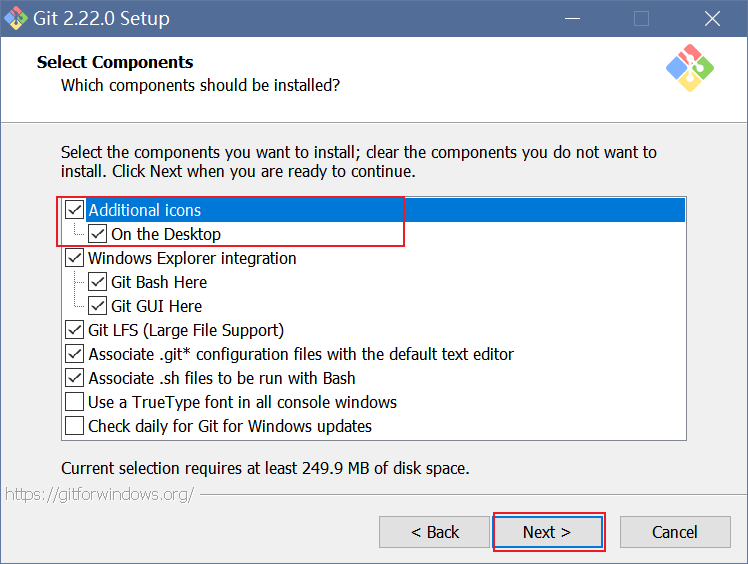 Git 2.22.0 Setup
Select Components
Which components should be installed?
Select the components you want to install; clear the components you do not want to
install. Click Next when you are ready to continue.
Additional icons
On the Desktop
Windows Explorer integration
Git Bash Here
Git GUI Here
Git LFS (Large File Support)
Associate .git* configuration files with the default text editor
Associate .sh files to be run with Bash
Use a TrueType font in all console windows
Check daily for Git for Windows updates
Current selection requires at least 249.9 MB of disk space.
https://gitforwindows.org/
< Back
Next >
Cancel